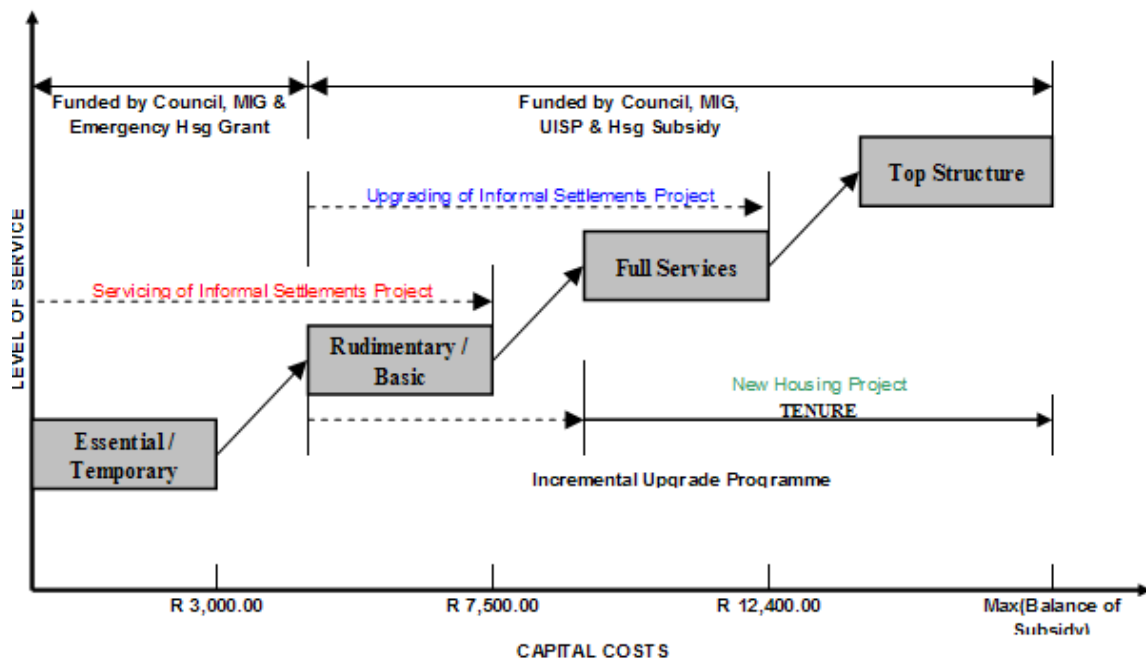 Funded by Council, MIG &
Emergency Hsg Grant
Funded by Council, MIG,
UISP & Hsg Subsidy
Top Structure
Upgrading of Informal Settlements Project
Full Services
Servicing of Informal Settlements Project
Rudimentary /
Basic
New Housing Project
TENURE
Essential /
Temporary
Incremental Upgrade Programme
LEVEL OF SERVICE
R 3,000.00
R 7,500.00
R 12,400.00
Max(Balance of
Subsidy)
CAPITAL COSTS